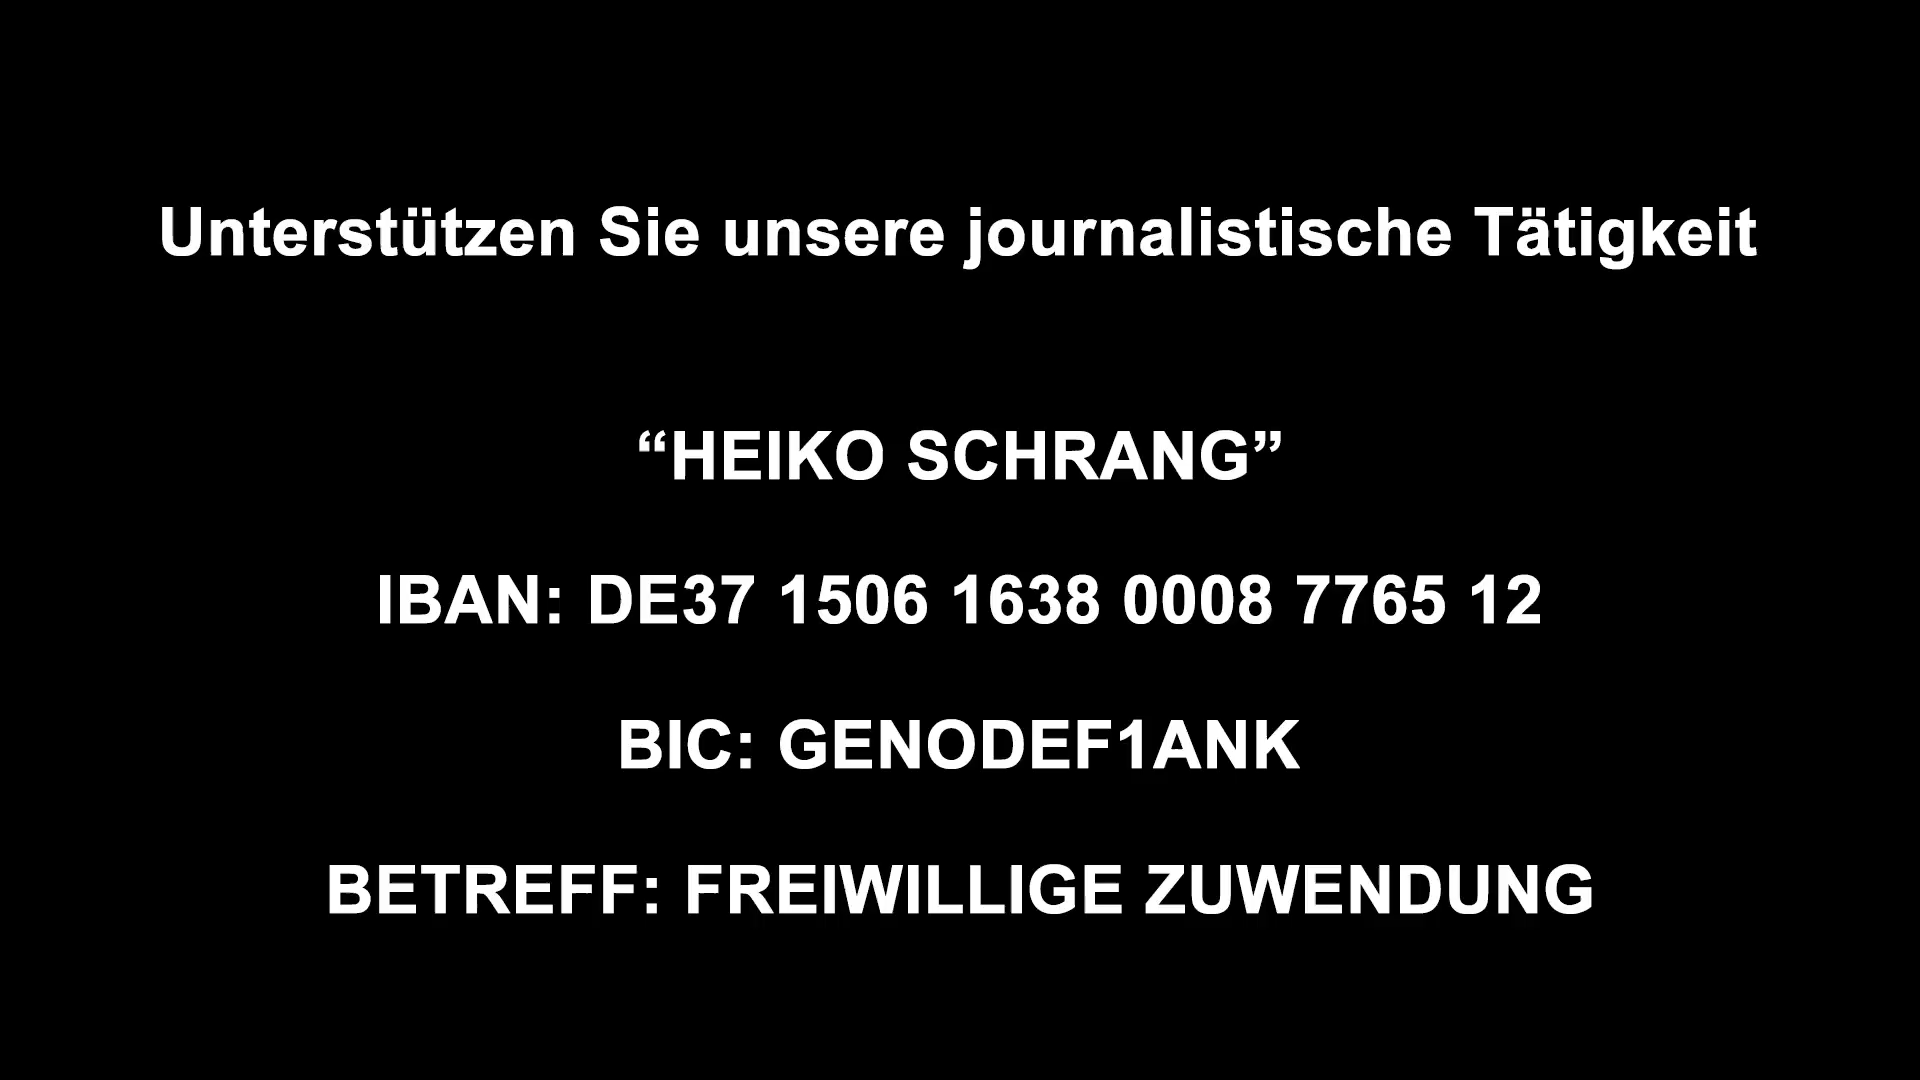 Unterstützen Sie unsere journalistische Tätigkeit
“HEIKO SCHRANG”
IBAN: DE37 1506 1638 0008 7765 12
BIC: GENODEF1ANK
BETREFF: FREIWILLIGE ZUWENDUNG